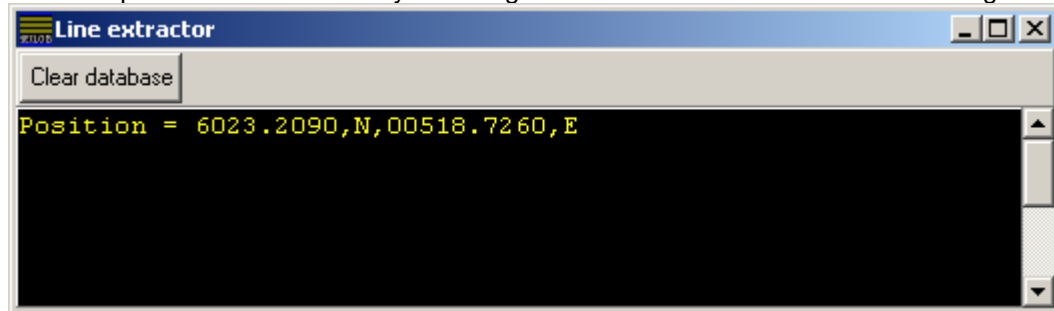 Line extractor
Clear database
Position = 6023.2090,N,00518.7260,E